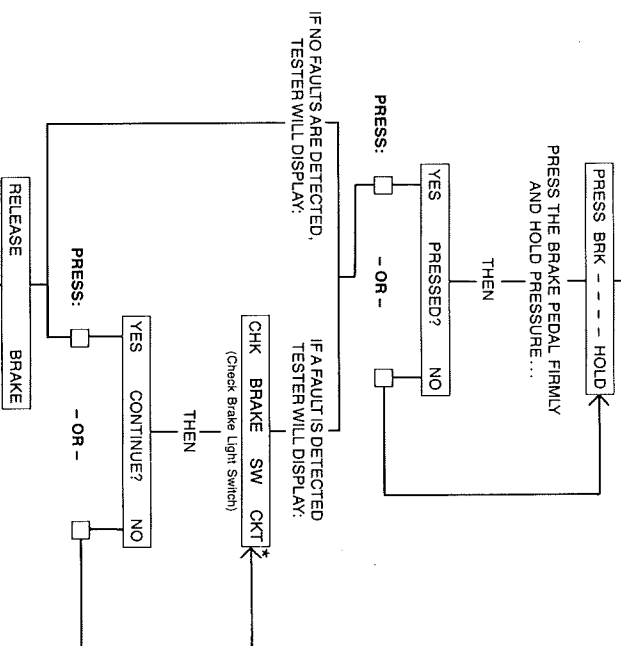 PRESS BRK - - - - HOLD
PRESS THE BRAKE PEDAL FIRMLY
AND HOLD PRESSURE...
THEN
YES PRESSED? NO
PRESS:
- OR -
IF NO FAULTS ARE DETECTED,
TESTER WILL DISPLAY:
IF A FAULT IS DETECTED
TESTER WILL DISPLAY:
CHK BRAKE SW CKT*
(Check Brake Light Switch)
THEN
YES CONTINUE? NO
PRESS:
- OR -
RELEASE BRAKE